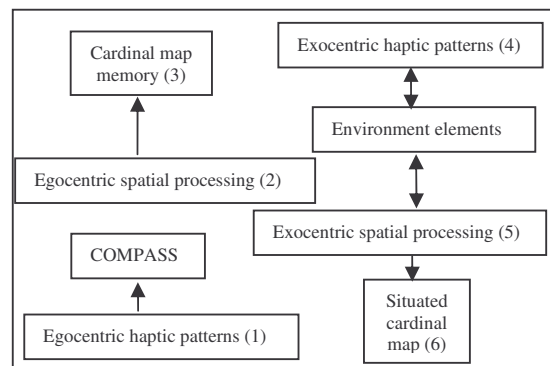 Cardinal map
memory (3)
Egocentric spatial processing (2)
COMPASS
Egocentric haptic patterns (1)
Exocentric haptic patterns (4)
Environment elements
Exocentric spatial processing (5)
Situated
cardinal
map (6)